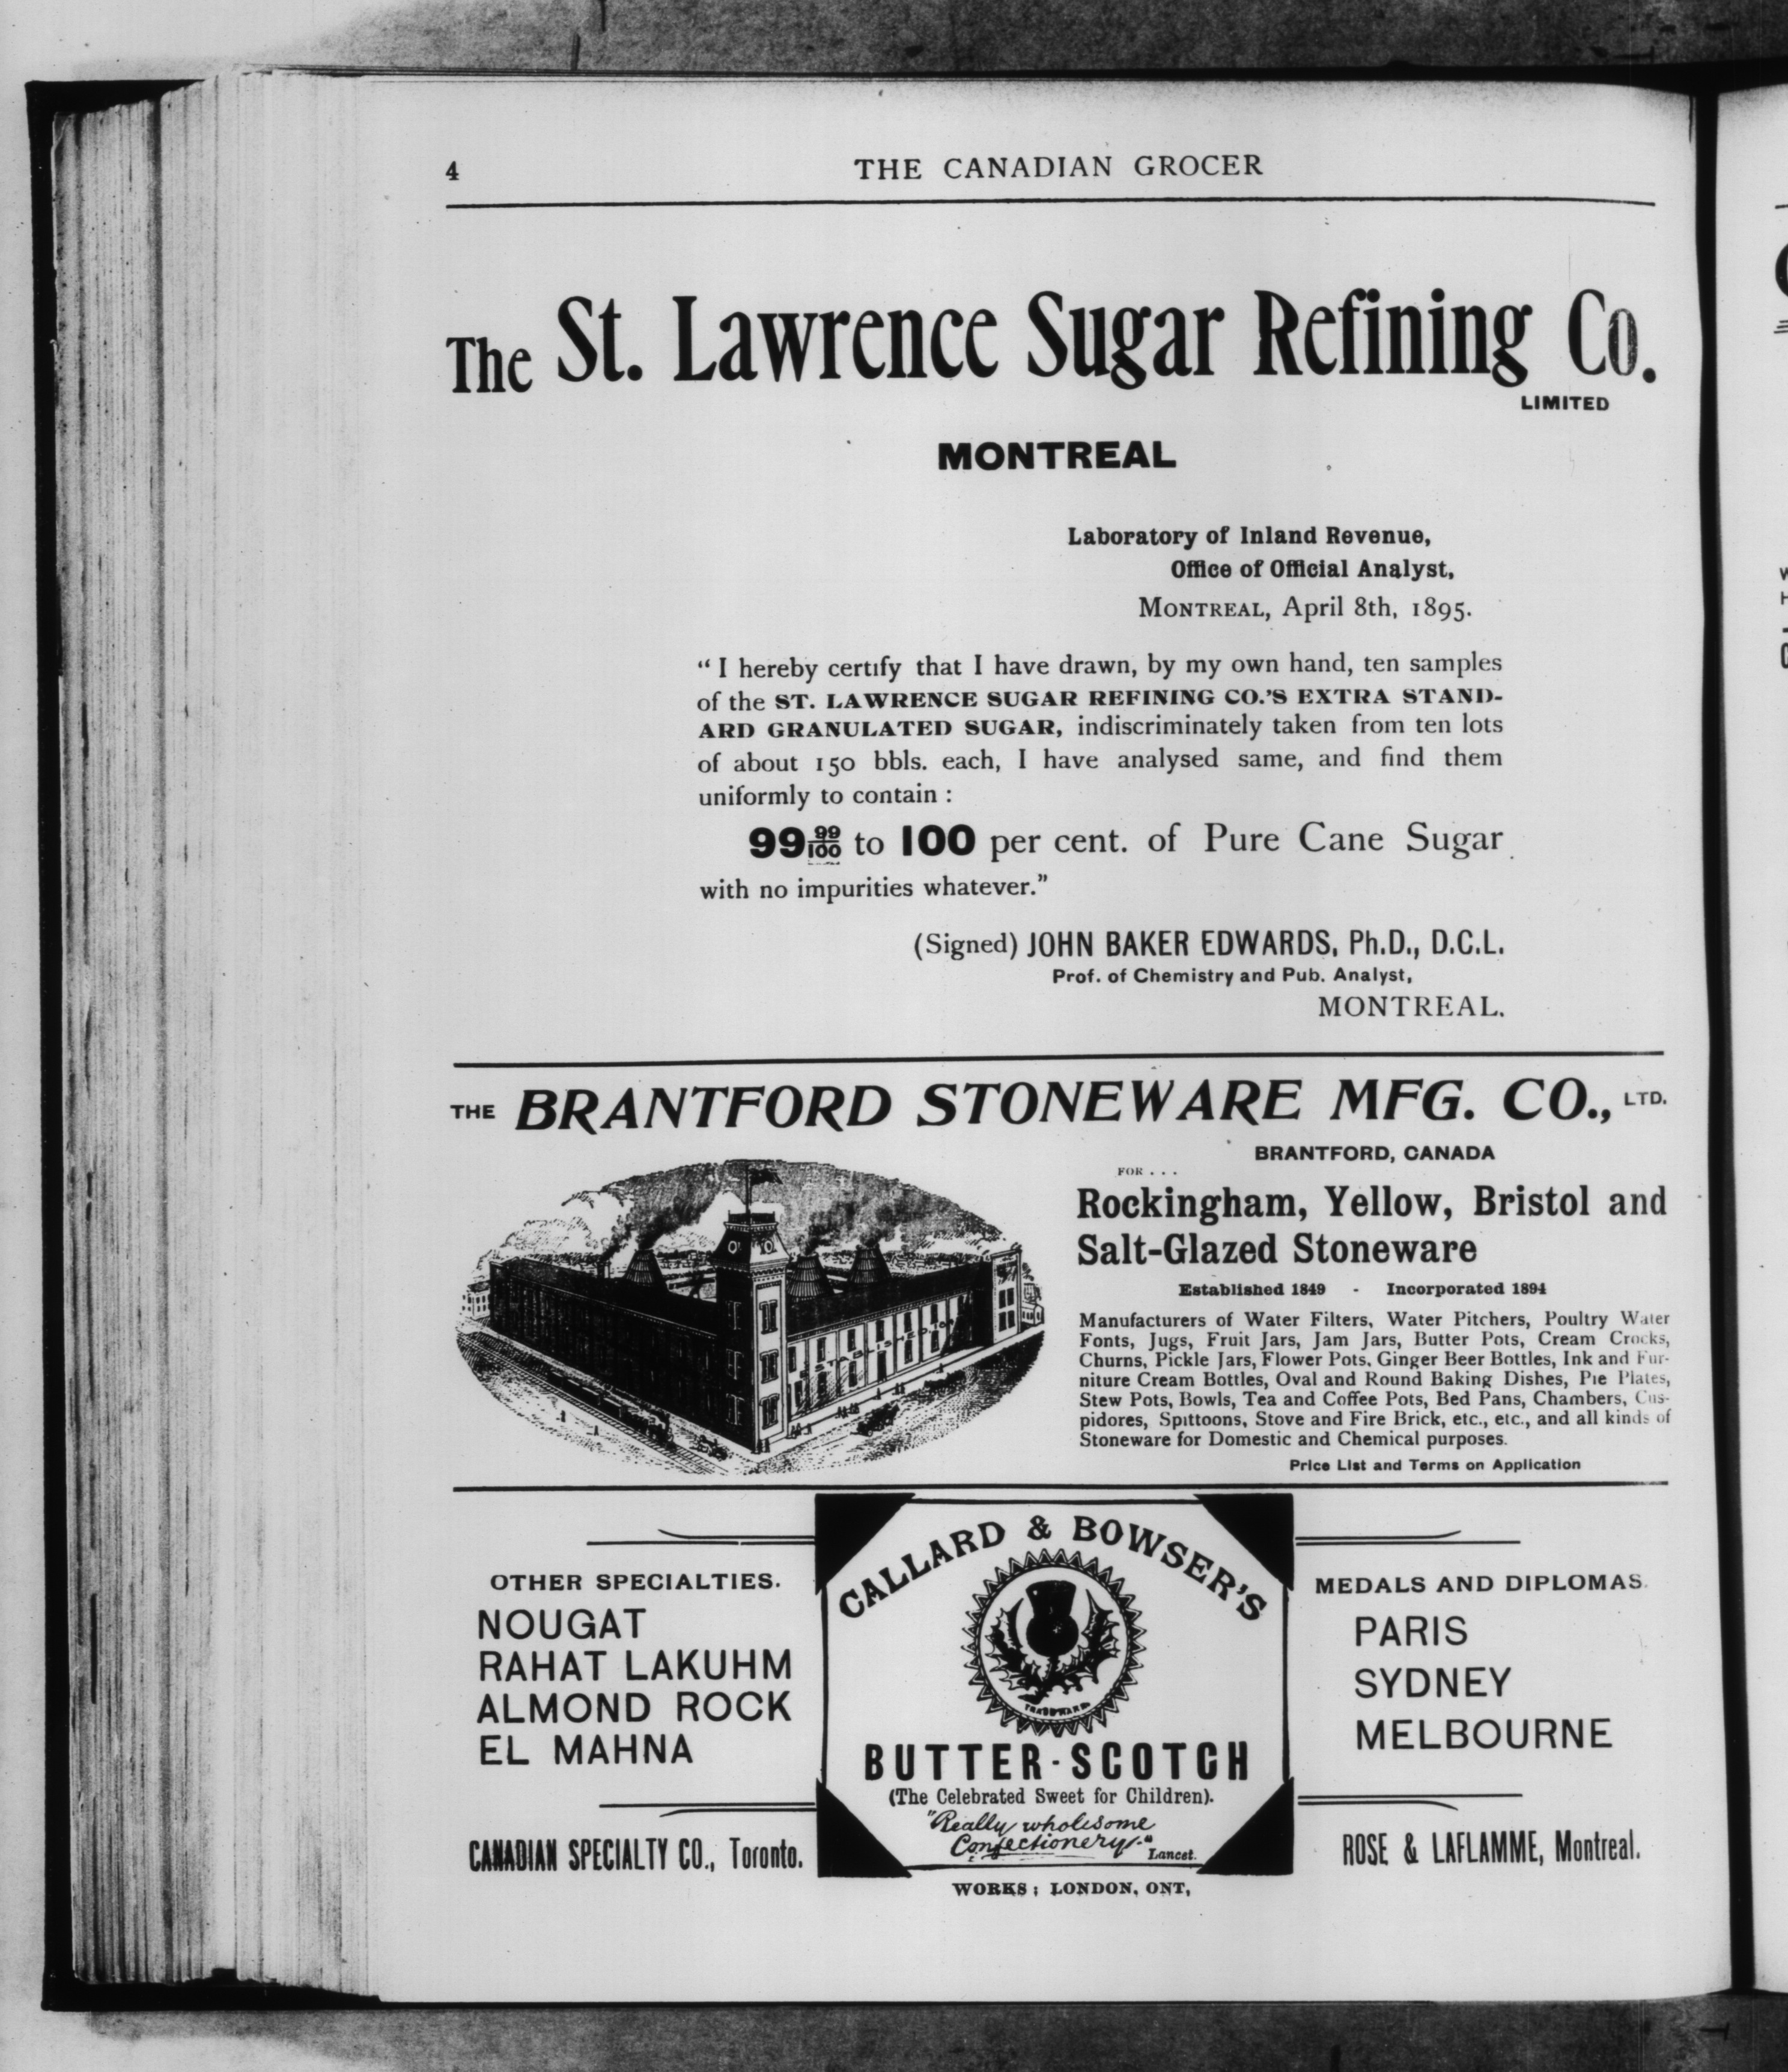 4
THE CANADIAN GROCER
The St. Lawrence Sugar Refining Co.
LIMITED
MONTREAL
Laboratory of Inland Revenue,
Office of Official Analyst,
MONTREAL, April 8th, 1895.
“I hereby certify that I have drawn, by my own hand, ten samples
of the ST. LAWRENCE SUGAR REFINING CO.'S EXTRA STAND-
ARD GRANULATED SUGAR, indiscriminately taken from ten lots
of about 150 bbls. each, I have analysed same, and find them
uniformly to contain :
99 99/100 to 100 per cent. of Pure Cane Sugar
with no impurities whatever.”
(Signed) JOHN BAKER EDWARDS, Ph.D., D.C.L.
Prof. of Chemistry and Pub. Analyst,
MONTREAL.
THE BRANTFORD STONEWARE MFG. CO., LTD.
BRANTFORD, CANADA
FOR . . .
Rockingham, Yellow, Bristol and
Salt-Glazed Stoneware
Established 1849 - Incorporated 1894
Manufacturers of Water Filters, Water Pitchers, Poultry Water
Fonts, Jugs, Fruit Jars, Jam Jars, Butter Pots, Cream Crocks,
Churns, Pickle Jars, Flower Pots, Ginger Beer Bottles, Ink and Fur-
niture Cream Bottles, Oval and Round Baking Dishes, Pie Plates,
Stew Pots, Bowls, Tea and Coffee Pots, Bed Pans, Chambers, Cus-
pidores, Spittoons, Stove and Fire Brick, etc., etc., and all kinds of
Stoneware for Domestic and Chemical purposes.
Price List and Terms on Application
OTHER SPECIALTIES.
NOUGAT
RAHAT LAKUHM
ALMOND ROCK
EL MAHNA
CANADIAN SPECIALTY CO., Toronto.
CALLARD & BOWSER'S
TRADE MARK
BUTTER-SCOTCH
(The Celebrated Sweet for Children).
"Really wholesome
Confectionery."
Lancet.
WORKS ; LONDON, ONT,
MEDALS AND DIPLOMAS.
PARIS
SYDNEY
MELBOURNE
ROSE & LAFLAMME, Montreal.